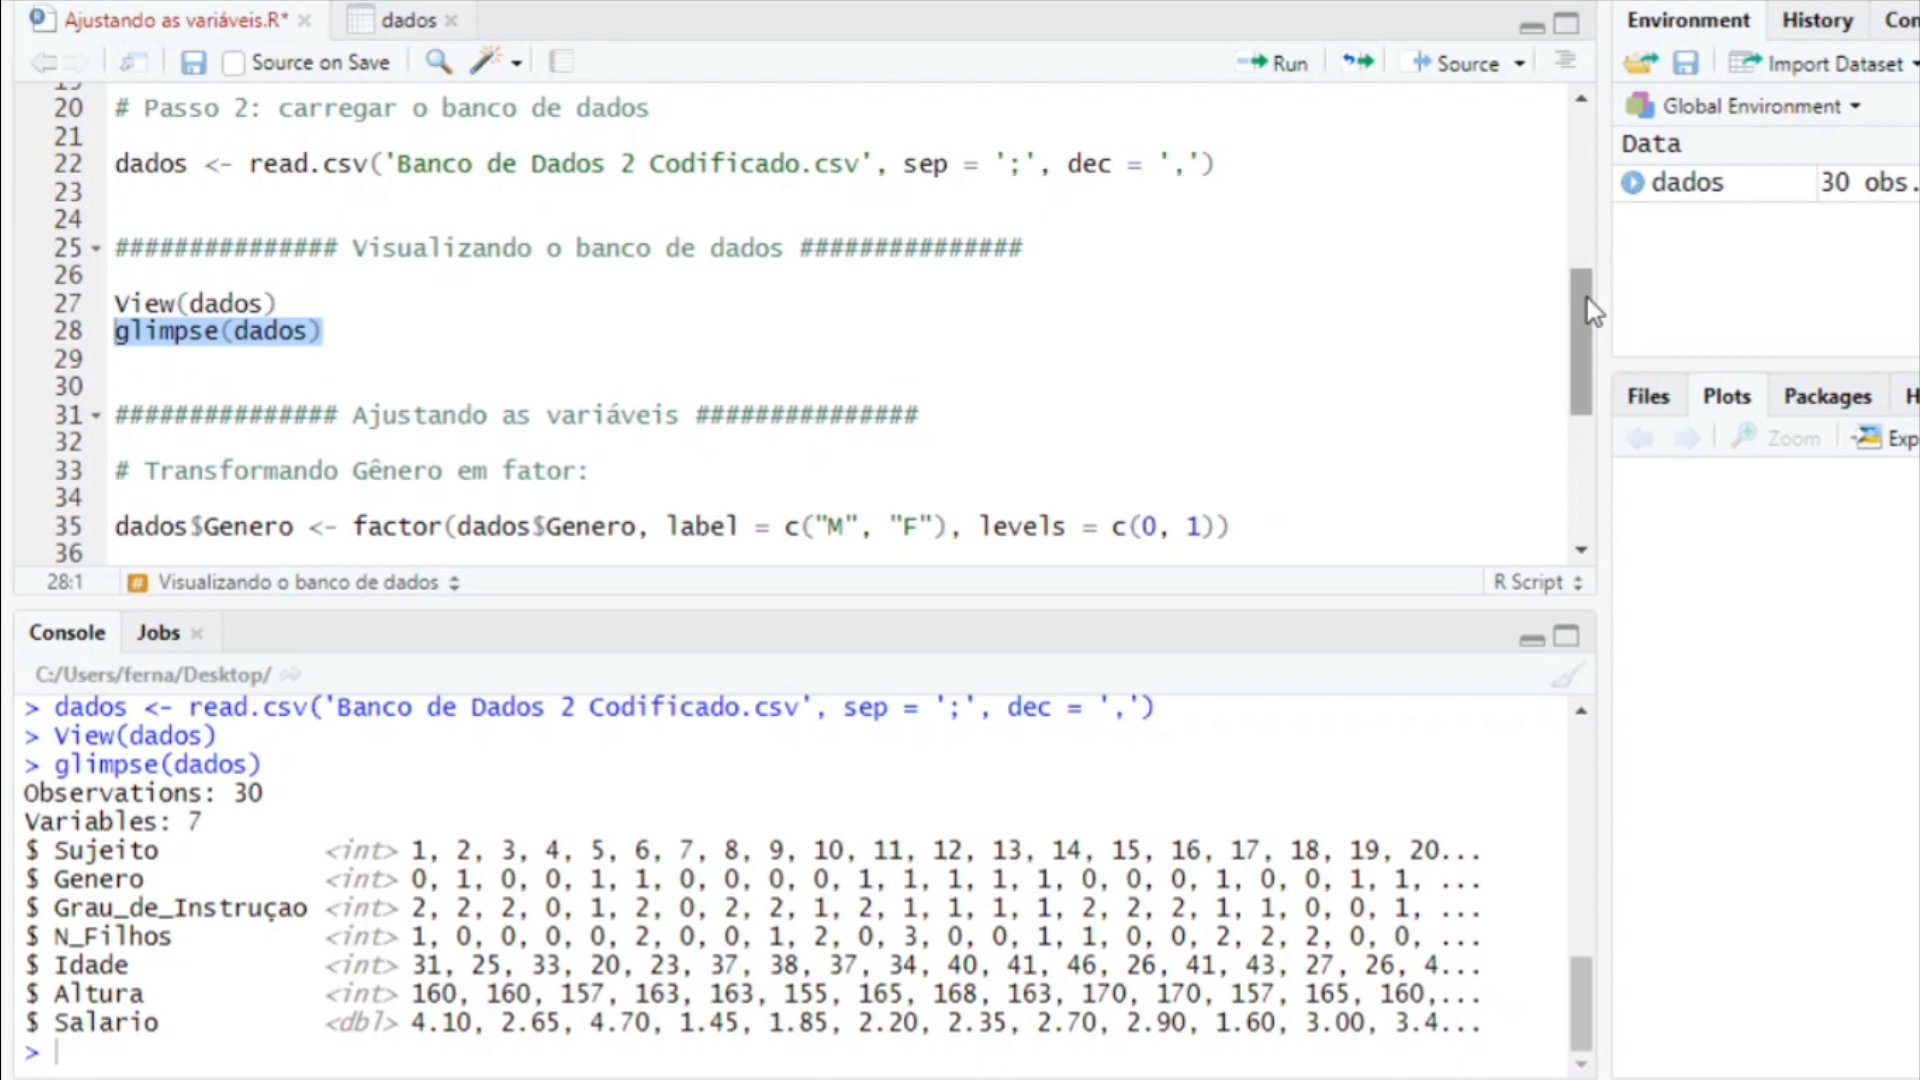 Ajustando as variáveis.R*
dados
Source on Save
Run
Source
19
20 # Passo 2: carregar o banco de dados
21
22 dados <- read.csv('Banco de Dados 2 Codificado.csv', sep = ';', dec = ',')
23
24
25 ############### Visualizando o banco de dados ###############
26
27 View(dados)
28 glimpse(dados)
29
30
31 ############### Ajustando as variáveis ###############
32
33 # Transformando Gênero em fator:
34
35 dados$Genero <- factor(dados$Genero, label = c("M", "F"), levels = c(0, 1))
36
28:1 # Visualizando o banco de dados
R Script
Console Jobs
C:/Users/ferna/Desktop/
> dados <- read.csv('Banco de Dados 2 Codificado.csv', sep = ';', dec = ',')
> View(dados)
> glimpse(dados)
Observations: 30
Variables: 7
$ Sujeito <int> 1, 2, 3, 4, 5, 6, 7, 8, 9, 10, 11, 12, 13, 14, 15, 16, 17, 18, 19, 20...
$ Genero <int> 0, 1, 0, 0, 1, 1, 0, 0, 0, 0, 1, 1, 1, 1, 1, 0, 0, 0, 1, 0, 0, 1, 1, ...
$ Grau_de_Instruçao <int> 2, 2, 2, 0, 1, 2, 0, 2, 2, 1, 2, 1, 1, 1, 1, 2, 2, 2, 1, 1, 0, 0, 1, ...
$ N_Filhos <int> 1, 0, 0, 0, 0, 2, 0, 0, 1, 2, 0, 3, 0, 0, 1, 1, 0, 0, 2, 2, 2, 0, 0, ...
$ Idade <int> 31, 25, 33, 20, 23, 37, 38, 37, 34, 40, 41, 46, 26, 41, 43, 27, 26, 4...
$ Altura <int> 160, 160, 157, 163, 163, 155, 165, 168, 163, 170, 170, 157, 165, 160,...
$ Salario <dbl> 4.10, 2.65, 4.70, 1.45, 1.85, 2.20, 2.35, 2.70, 2.90, 1.60, 3.00, 3.4...
>
Environment History Con
Import Dataset
Global Environment
Data
dados 30 obs.
Files Plots Packages H
Zoom Exp